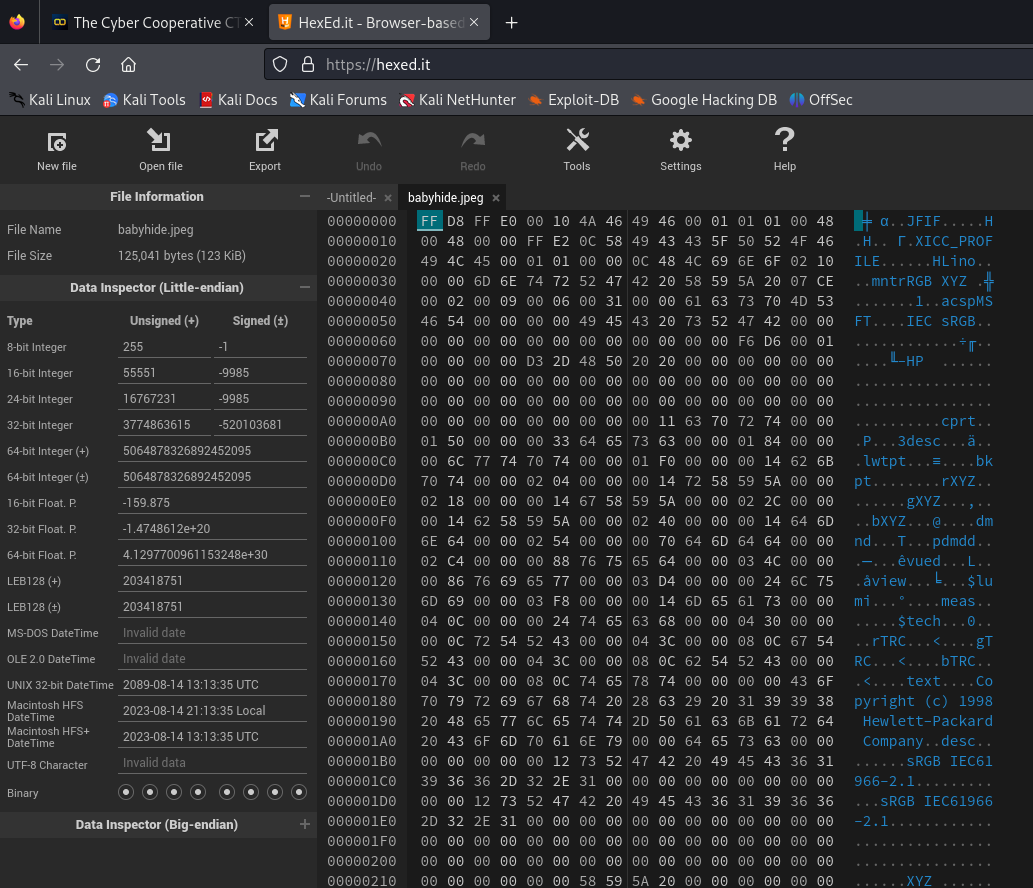 The Cyber Cooperative CT
HexEd.it - Browser-based
https://hexed.it
Kali Linux Kali Tools Kali Docs Kali Forums Kali NetHunter Exploit-DB Google Hacking DB OffSec
New file Open file Export Undo Redo Tools Settings Help
File Information
File Name babyhide.jpeg
File Size 125,041 bytes (123 KiB)
Data Inspector (Little-endian)
Type Unsigned (+) Signed (±)
8-bit Integer 255 -1
16-bit Integer 55551 -9985
24-bit Integer 16767231 -9985
32-bit Integer 3774863615 -520103681
64-bit Integer (+) 5064878326892452095
64-bit Integer (±) 5064878326892452095
16-bit Float. P. -159.875
32-bit Float. P. -1.4748612e+20
64-bit Float. P. 4.1297700961153248e+30
LEB128 (+) 203418751
LEB128 (±) 203418751
MS-DOS DateTime Invalid date
OLE 2.0 DateTime Invalid date
UNIX 32-bit DateTime 2089-08-14 13:13:35 UTC
Macintosh HFS
DateTime 2023-08-14 21:13:35 Local
Macintosh HFS+
DateTime 2023-08-14 13:13:35 UTC
UTF-8 Character Invalid date
Binary
Data Inspector (Big-endian)
-Untitled- babyhide.jpeg
00000000 FF D8 FF E0 00 10 4A 46 49 46 00 01 01 01 00 48 ╪ α..JFIF.....H
00000010 00 48 00 00 FF E2 0C 58 49 43 43 5F 50 52 4F 46 .H.. Γ.XICC_PROF
00000020 49 4C 45 00 01 01 00 00 0C 48 4C 69 6E 6F 02 10 ILE......HLino..
00000030 00 00 6D 6E 74 72 52 47 42 20 58 59 5A 20 07 CE ..mntrRGB XYZ .╬
00000040 00 02 00 09 00 06 00 31 00 00 61 63 73 70 4D 53 .......1..acspMS
00000050 46 54 00 00 00 00 49 45 43 20 73 52 47 42 00 00 FT....IEC sRGB..
00000060 00 00 00 00 00 00 00 00 00 00 00 00 F6 D6 00 01 ............÷╓..
00000070 00 00 00 00 D3 2D 48 50 20 20 00 00 00 00 00 00 ....╙-HP  ......
00000080 00 00 00 00 00 00 00 00 00 00 00 00 00 00 00 00 ................
00000090 00 00 00 00 00 00 00 00 00 00 00 00 00 00 00 00 ................
000000A0 00 00 00 00 00 00 00 00 00 11 63 70 72 74 00 00 ..........cprt..
000000B0 01 50 00 00 00 33 64 65 73 63 00 00 01 84 00 00 .P...3desc...ä..
000000C0 00 6C 77 74 70 74 00 00 01 F0 00 00 00 14 62 6B .lwtpt...≡....bk
000000D0 70 74 00 00 02 04 00 00 00 14 72 58 59 5A 00 00 pt........rXYZ..
000000E0 02 18 00 00 00 14 67 58 59 5A 00 00 02 2C 00 00 ......gXYZ...,..
000000F0 00 14 62 58 59 5A 00 00 02 40 00 00 00 14 64 6D ..bXYZ...@....dm
00000100 6E 64 00 00 02 54 00 00 00 70 64 6D 64 64 00 00 nd...T...pdmdd..
00000110 02 C4 00 00 00 88 76 75 65 64 00 00 03 4C 00 00 .─...êvued...L..
00000120 00 86 76 69 65 77 00 00 03 D4 00 00 00 24 6C 75 .åview...╘...$lu
00000130 6D 69 00 00 03 F8 00 00 00 14 6D 65 61 73 00 00 mi...°....meas..
00000140 04 0C 00 00 00 24 74 65 63 68 00 00 04 30 00 00 .....$tech...0..
00000150 00 0C 72 54 52 43 00 00 04 3C 00 00 08 0C 67 54 ..rTRC...<....gT
00000160 52 43 00 00 04 3C 00 00 08 0C 62 54 52 43 00 00 RC...<....bTRC..
00000170 04 3C 00 00 08 0C 74 65 78 74 00 00 00 00 43 6F .<....text....Co
00000180 70 79 72 69 67 68 74 20 28 63 29 20 31 39 39 38 pyright (c) 1998
00000190 20 48 65 77 6C 65 74 74 2D 50 61 63 6B 61 72 64 Hewlett-Packard
000001A0 20 43 6F 6D 70 61 6E 79 00 00 64 65 73 63 00 00 Company..desc..
000001B0 00 00 00 00 00 12 73 52 47 42 20 49 45 43 36 31 ......sRGB IEC61
000001C0 39 36 36 2D 32 2E 31 00 00 00 00 00 00 00 00 00 966-2.1.........
000001D0 00 00 12 73 52 47 42 20 49 45 43 36 31 39 36 36 ...sRGB IEC61966
000001E0 2D 32 2E 31 00 00 00 00 00 00 00 00 00 00 00 00 -2.1............
000001F0 00 00 00 00 00 00 00 00 00 00 00 00 00 00 00 00 ................
00000200 00 00 00 00 00 00 00 00 00 00 00 00 00 00 00 00 ................
00000210 00 00 00 00 00 00 58 59 5A 20 00 00 00 00 00 00 ......XYZ ......